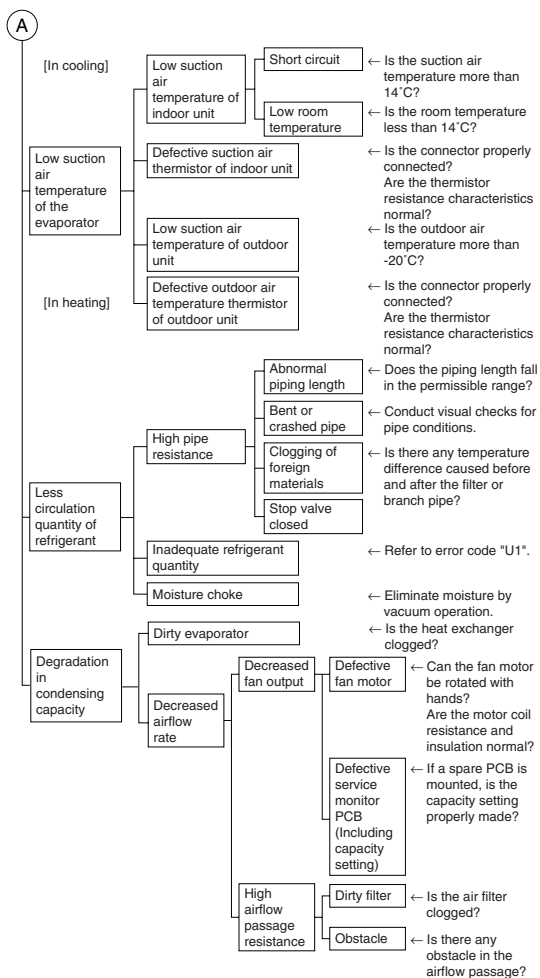 A
[In cooling]
Low suction
air
temperature of
indoor unit
Short circuit
← Is the suction air
temperature more than
14˚C?
Low room
temperature
← Is the room temperature
less than 14˚C?
Low suction
air
temperature
of the
evaporator
Defective suction air
thermistor of indoor unit
← Is the connector properly
connected?
Are the thermistor
resistance characteristics
normal?
Low suction air
temperature of outdoor
unit
← Is the outdoor air
temperature more than
-20˚C?
[In heating]
Defective outdoor air
temperature thermistor
of outdoor unit
← Is the connector properly
connected?
Are the thermistor
resistance characteristics
normal?
Less
circulation
quantity of
refrigerant
High pipe
resistance
Abnormal
piping length
← Does the piping length fall
in the permissible range?
Bent or
crashed pipe
← Conduct visual checks for
pipe conditions.
Clogging of
foreign
materials
← Is there any temperature
difference caused before
and after the filter or
branch pipe?
Stop valve
closed
Inadequate refrigerant
quantity
← Refer to error code "U1".
Moisture choke
← Eliminate moisture by
vacuum operation.
Degradation
in
condensing
capacity
Dirty evaporator
← Is the heat exchanger
clogged?
Decreased
airflow
rate
Decreased
fan output
Defective
fan motor
← Can the fan motor
be rotated with
hands?
Are the motor coil
resistance and
insulation normal?
Defective
service
monitor
PCB
(Including
capacity
setting)
← If a spare PCB is
mounted, is the
capacity setting
properly made?
High
airflow
passage
resistance
Dirty filter
← Is the air filter
clogged?
Obstacle
← Is there any
obstacle in the
airflow passage?